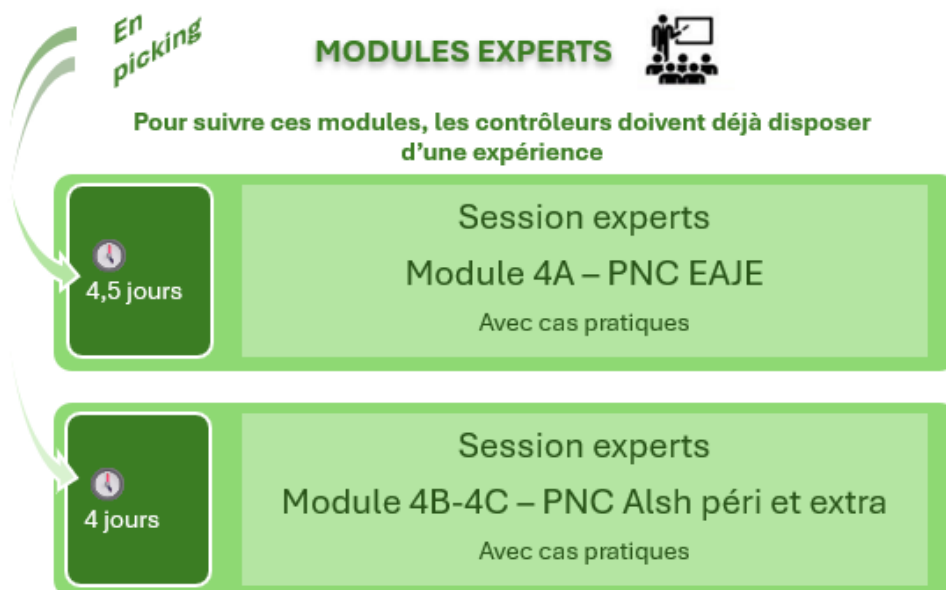 En
picking
MODULES EXPERTS
Pour suivre ces modules, les contrôleurs doivent déjà disposer
d'une expérience
4,5 jours
Session experts
Module 4A – PNC EAJE
Avec cas pratiques
4 jours
Session experts
Module 4B-4C – PNC Alsh péri et extra
Avec cas pratiques